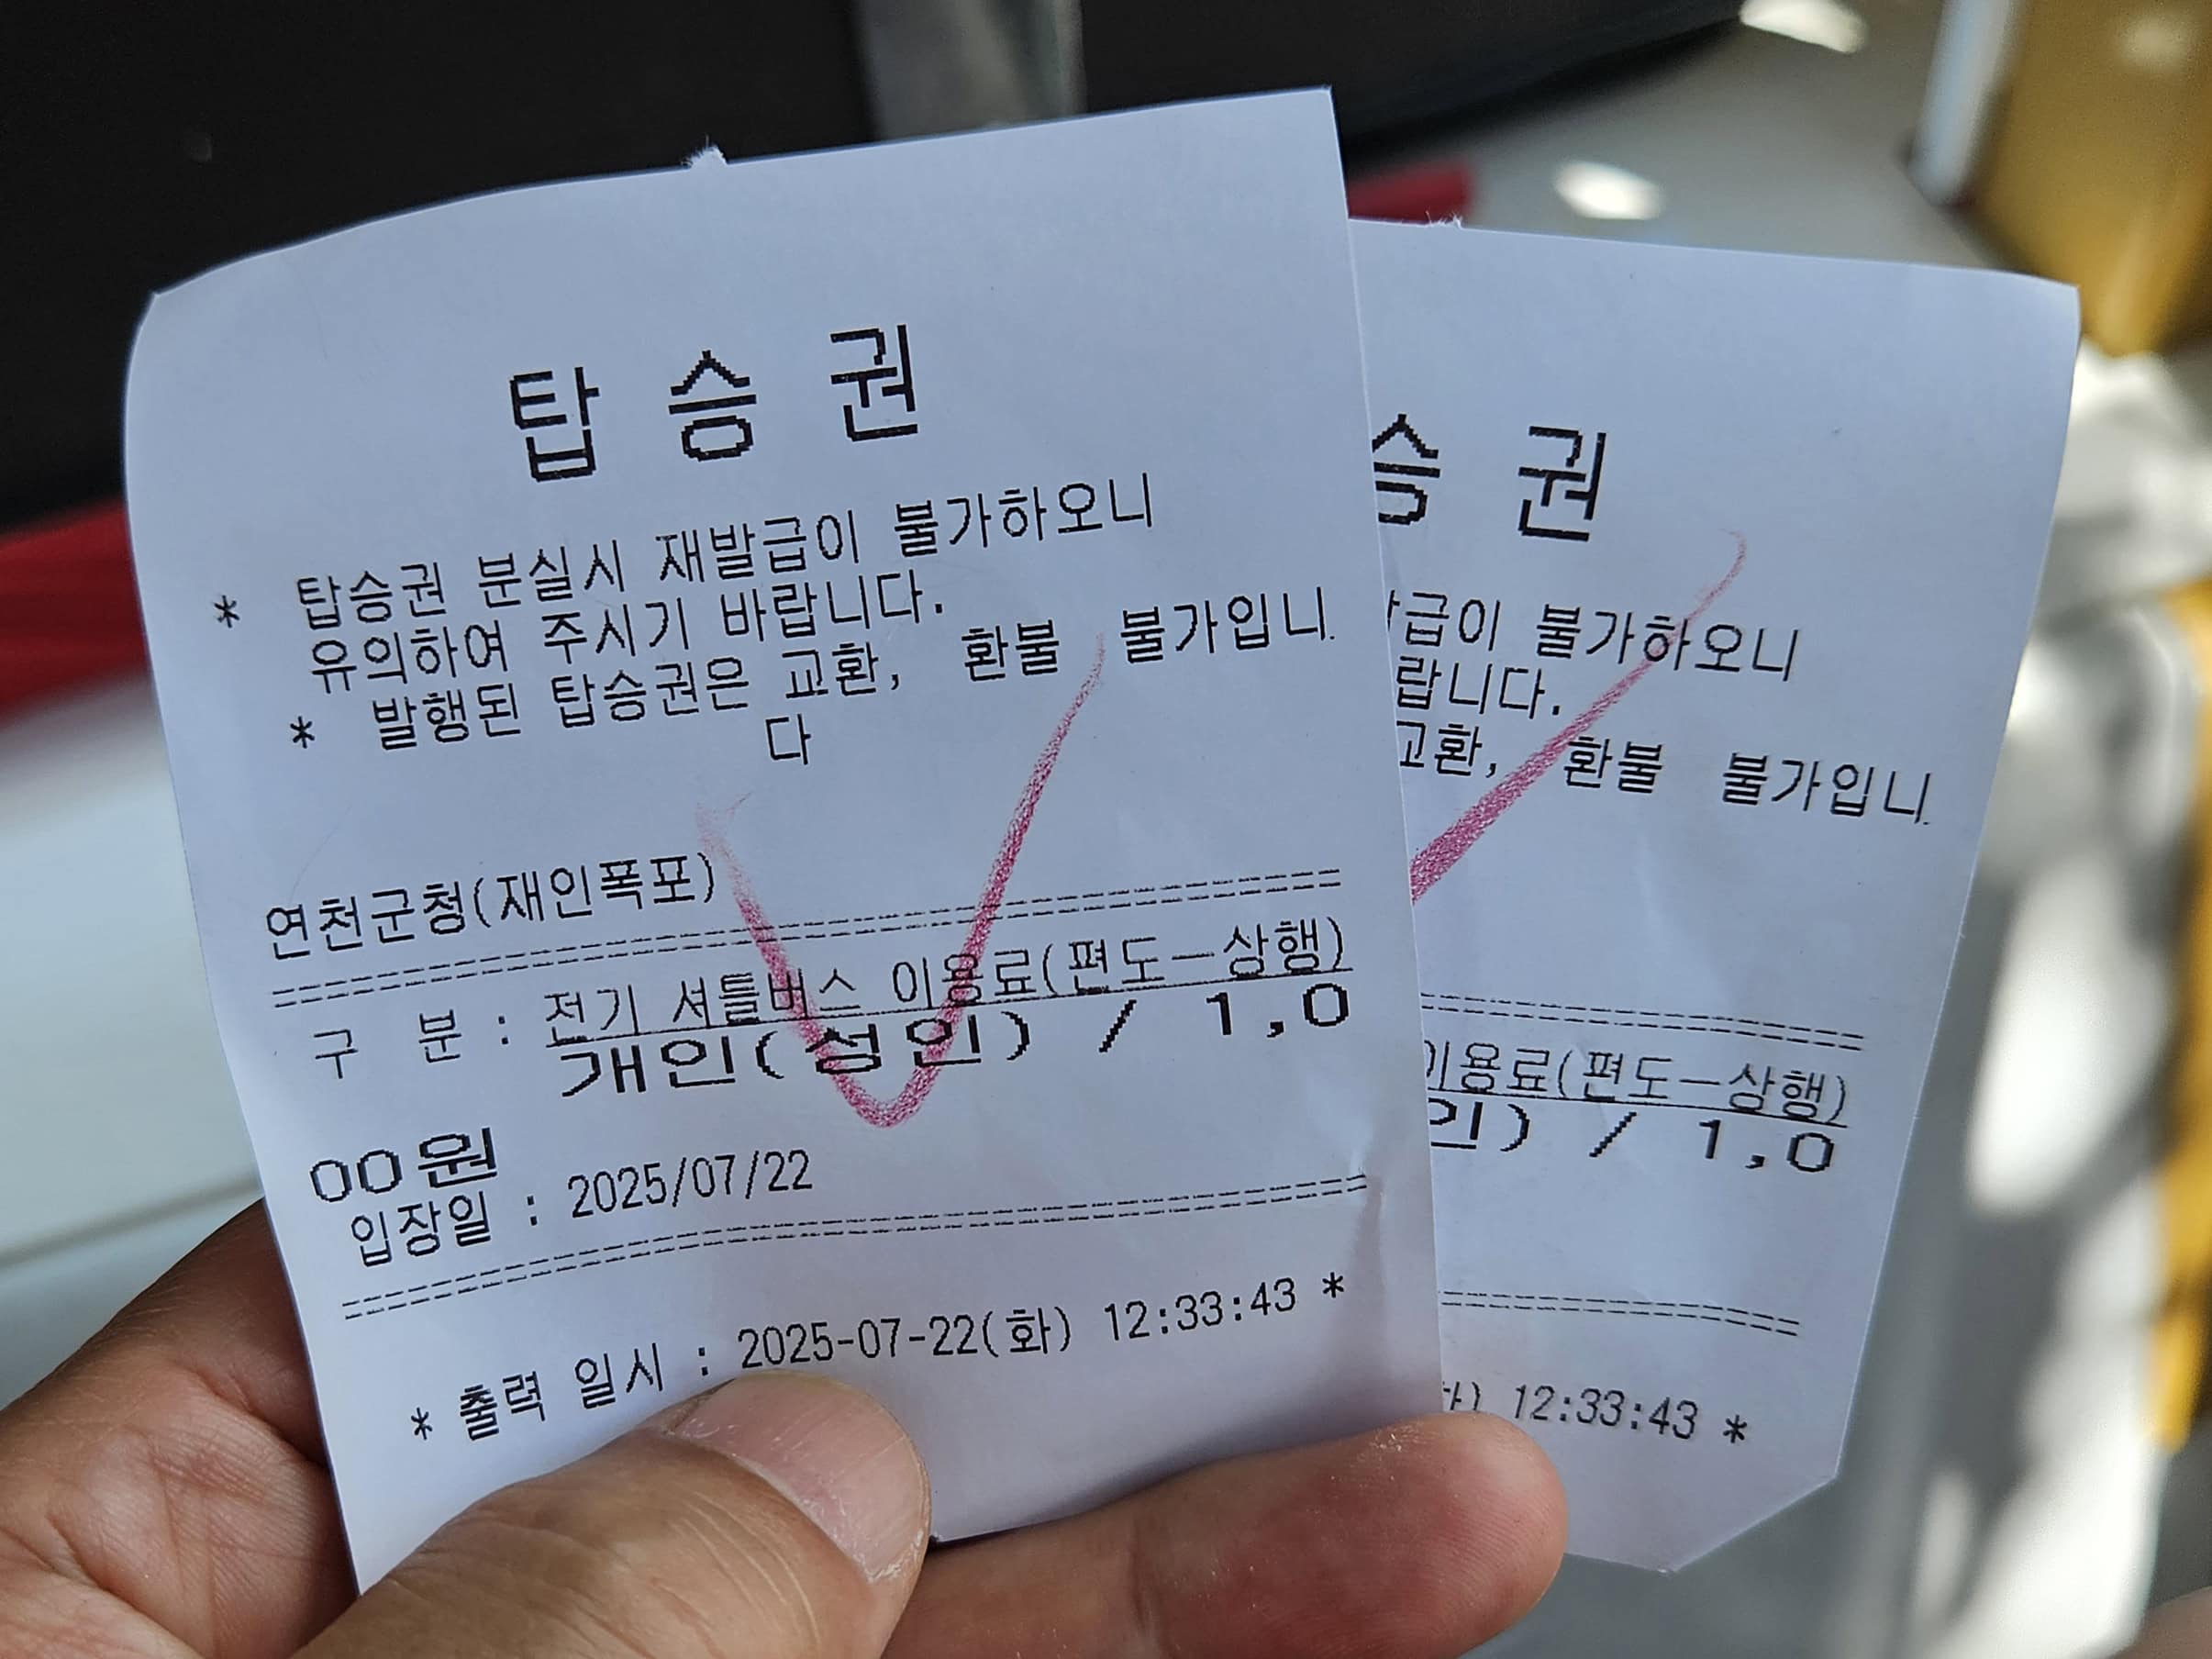 탑 승 권
* 탑승권 분실시 재발급이 불가하오니
유의하여 주시기 바랍니다.
* 발행된 탑승권은 교환, 환불 불가입니
다
연천군청(재인폭포)
구 분 : 전기 셔틀버스 이용료(편도-상행)
개인(성인) / 1,0
00원
입장일 : 2025/07/22
* 출력 일시 : 2025-07-22(화) 12:33:43 *
승 권
급이 불가하오니
랍니다.
교환, 환불 불가입니
이용료(편도-상행)
인) / 1,0
화) 12:33:43 *